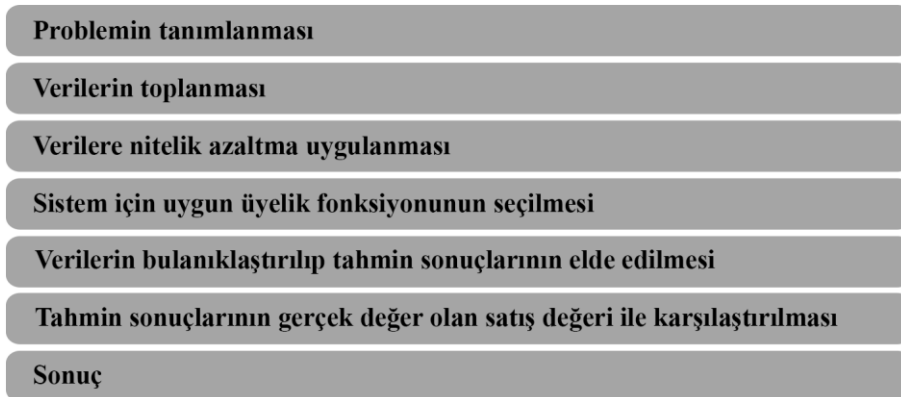 Problemin tanımlanması
Verilerin toplanması
Verilere nitelik azaltma uygulanması
Sistem için uygun üyelik fonksiyonunun seçilmesi
Verilerin bulanıklaştırılıp tahmin sonuçlarının elde edilmesi
Tahmin sonuçlarının gerçek değer olan satış değeri ile karşılaştırılması
Sonuç